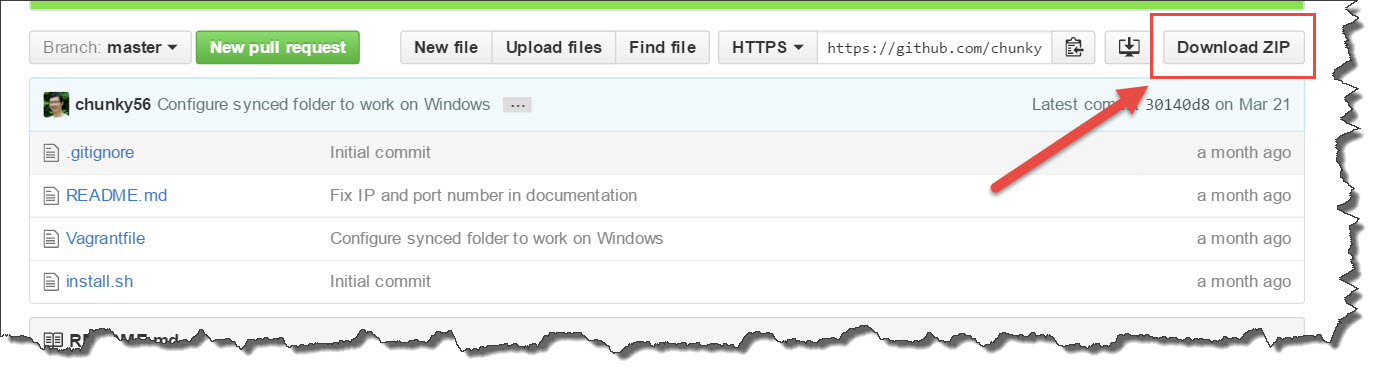 Branch: master New pull request New file Upload files Find file HTTPS https://github.com/chunky Download ZIP
chunky56 Configure synced folder to work on Windows ... Latest commit 30140d8 on Mar 21
.gitignore Initial commit a month ago
README.md Fix IP and port number in documentation a month ago
Vagrantfile Configure synced folder to work on Windows a month ago
install.sh Initial commit a month ago
README.md